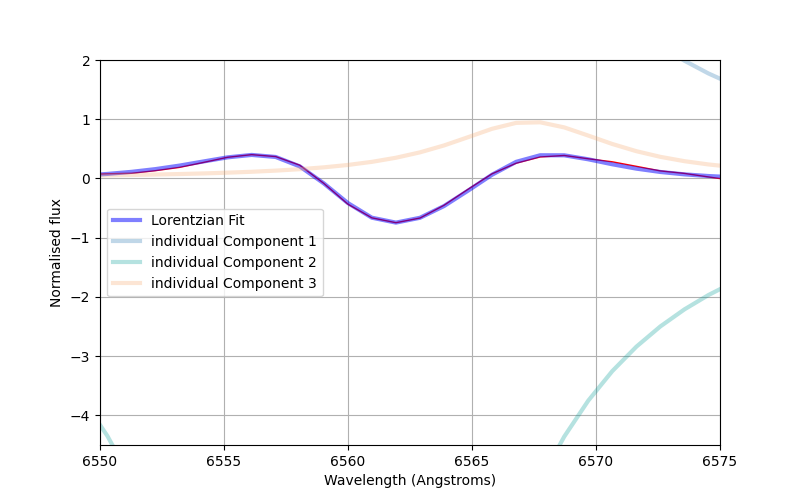 2
1
0
−1
−2
−3
−4
Normalised flux
Lorentzian Fit
individual Component 1
individual Component 2
individual Component 3
6550 6555 6560 6565 6570 6575
Wavelength (Angstroms)